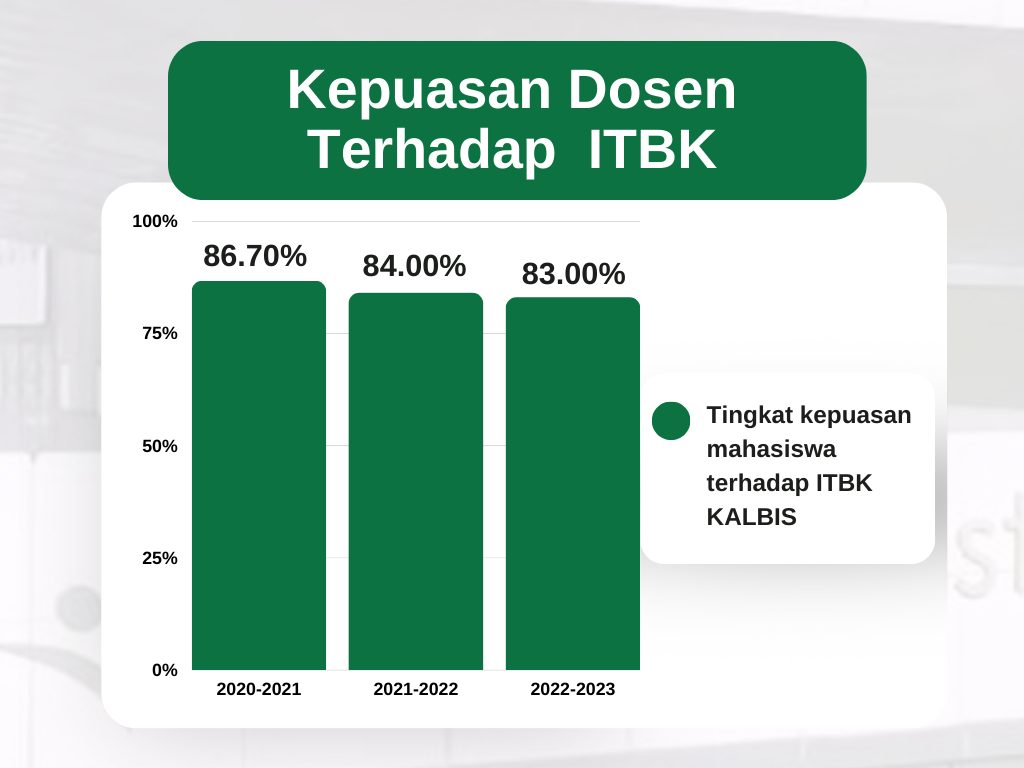 Kepuasan Dosen
Terhadap ITBK
100%
86.70%
84.00%
83.00%
75%
50%
25%
0%
2020-2021
2021-2022
2022-2023
Tingkat kepuasan
mahasiswa
terhadap ITBK
KALBIS
st